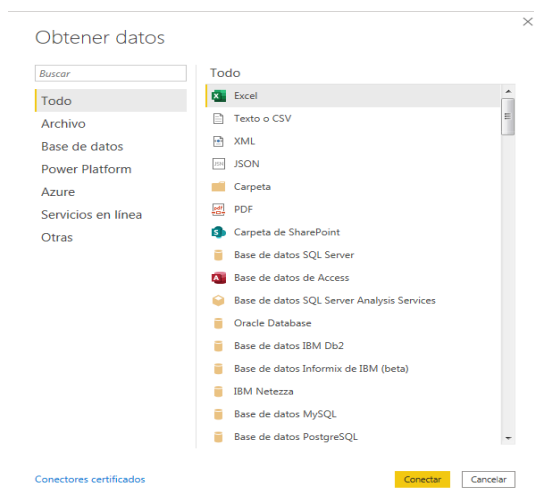 Obtener datos
Buscar
Todo
Archivo
Base de datos
Power Platform
Azure
Servicios en línea
Otras
Todo
Excel
Texto o CSV
XML
JSON
Carpeta
PDF
Carpeta de SharePoint
Base de datos SQL Server
Base de datos de Access
Base de datos SQL Server Analysis Services
Oracle Database
Base de datos IBM Db2
Base de datos Informix de IBM (beta)
IBM Netezza
Base de datos MySQL
Base de datos PostgreSQL
Conectores certificados
Conectar
Cancelar